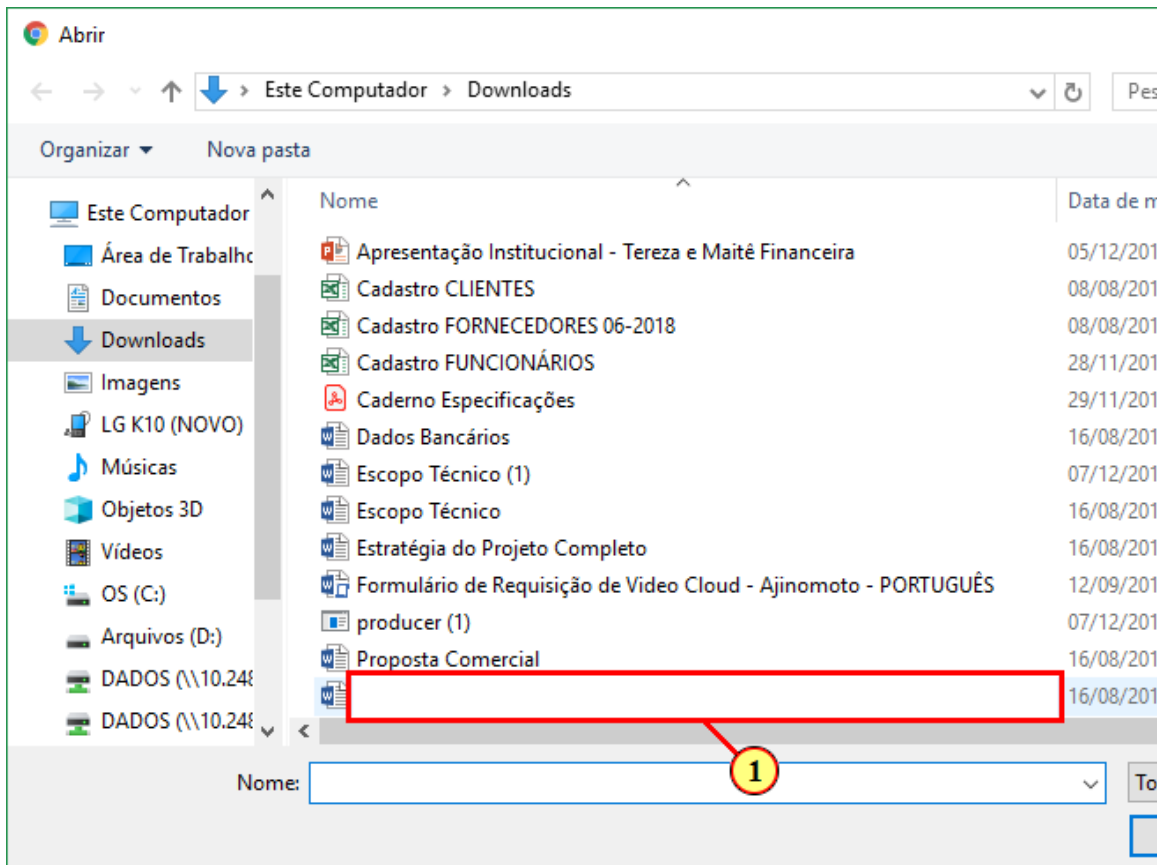 Abrir
Este Computador > Downloads
Pes
Organizar Nova pasta
Nome Data de m
Este Computador
Área de Trabalho
Documentos
Downloads
Imagens
LG K10 (NOVO)
Músicas
Objetos 3D
Vídeos
OS (C:)
Arquivos (D:)
DADOS (\\10.248
DADOS (\\10.248
Apresentação Institucional - Tereza e Maitê Financeira 05/12/201
Cadastro CLIENTES 08/08/201
Cadastro FORNECEDORES 06-2018 08/08/201
Cadastro FUNCIONÁRIOS 28/11/201
Caderno Especificações 29/11/201
Dados Bancários 16/08/201
Escopo Técnico (1) 07/12/201
Escopo Técnico 16/08/201
Estratégia do Projeto Completo 16/08/201
Formulário de Requisição de Video Cloud - Ajinomoto - PORTUGUÊS 12/09/201
producer (1) 07/12/201
Proposta Comercial 16/08/201
16/08/201
1
Nome:
To